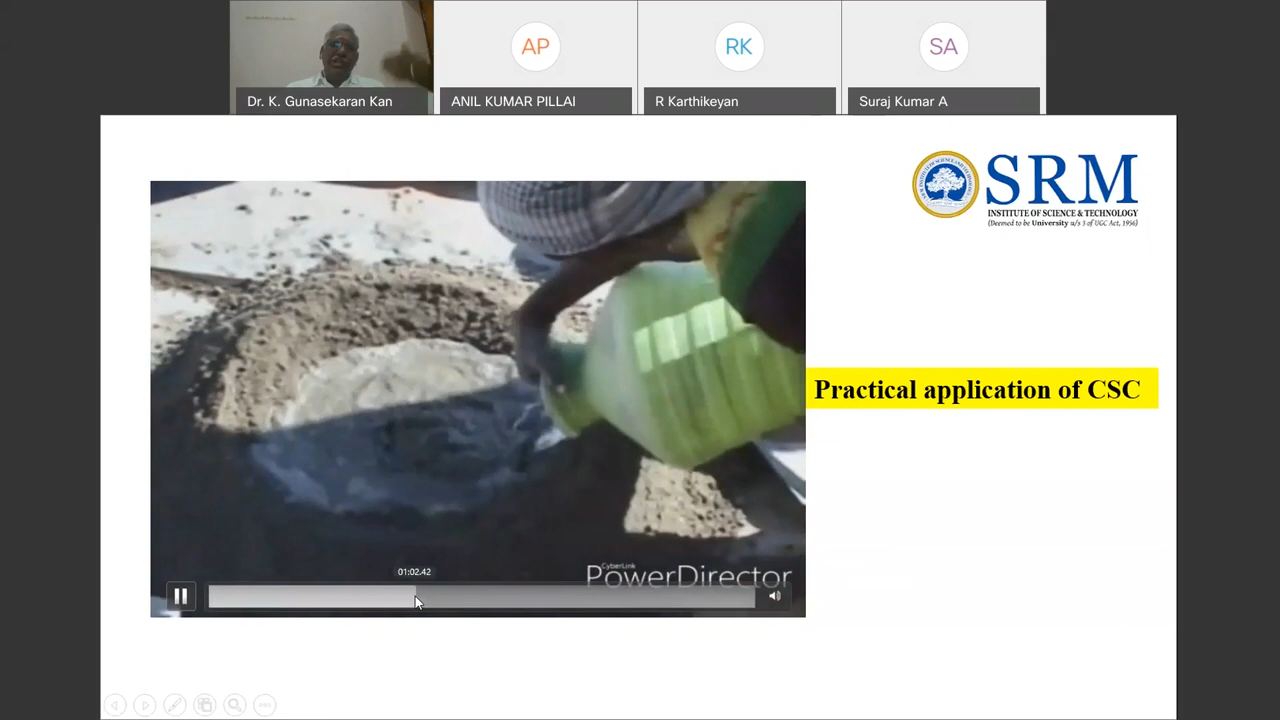 AP
RK
SA
Dr. K. Gunasekaran Kan
ANIL KUMAR PILLAI
R Karthikeyan
Suraj Kumar A
SRM
INSTITUTE OF SCIENCE & TECHNOLOGY
(Deemed to be University u/s 3 of UGC Act, 1956)
Practical application of CSC
01:02.42
CyberLink
PowerDirector